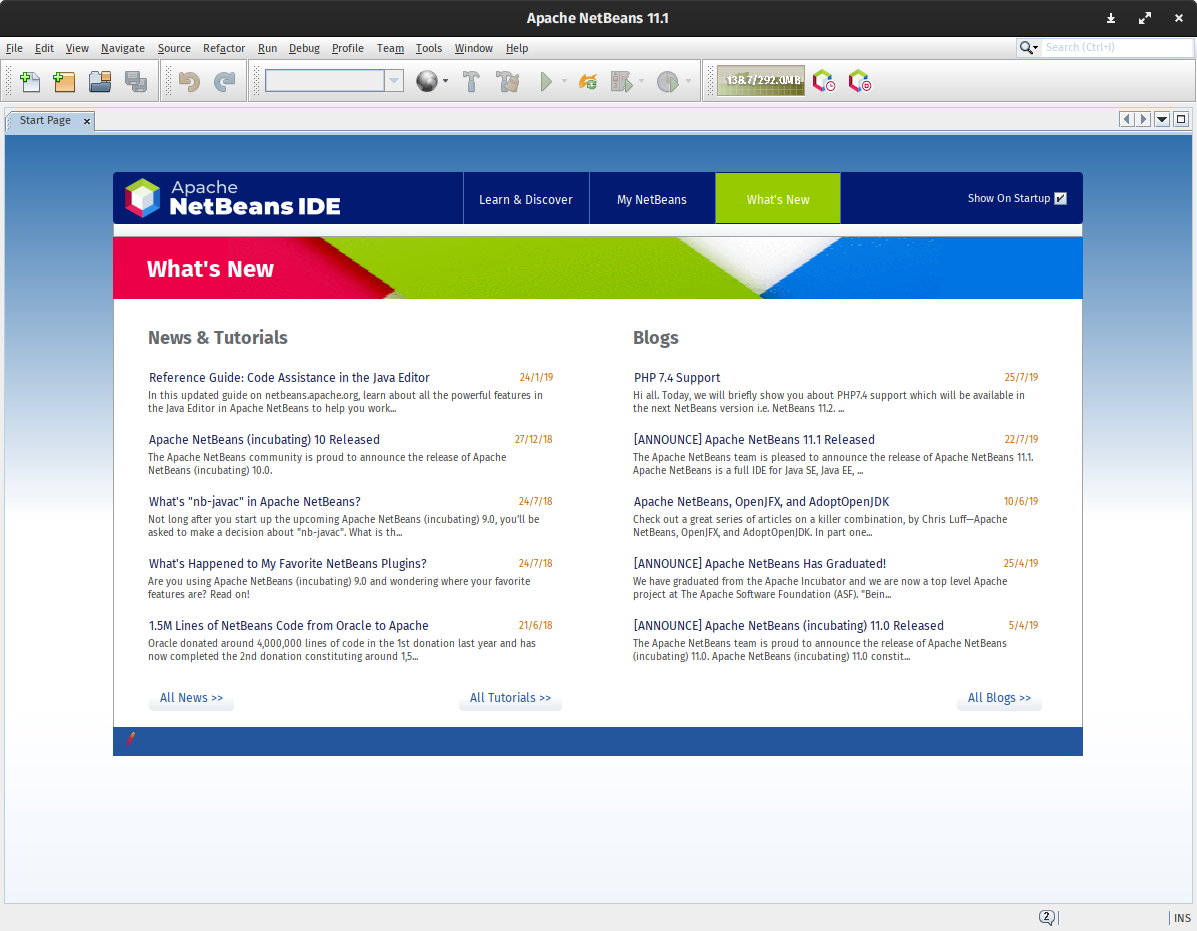 Apache NetBeans 11.1
File Edit View Navigate Source Refactor Run Debug Profile Team Tools Window Help
Search (Ctrl+I)
138.7/292.0MB
Start Page
Apache
NetBeans IDE
Learn & Discover
My NetBeans
What's New
Show On Startup
What's New
News & Tutorials
Reference Guide: Code Assistance in the Java Editor 24/1/19
In this updated guide on netbeans.apache.org, learn about all the powerful features in
the Java Editor in Apache NetBeans to help you work...
Apache NetBeans (incubating) 10 Released 27/12/18
The Apache NetBeans community is proud to announce the release of Apache
NetBeans (incubating) 10.0.
What's "nb-javac" in Apache NetBeans? 24/7/18
Not long after you start up the upcoming Apache NetBeans (incubating) 9.0, you'll be
asked to make a decision about "nb-javac". What is th...
What's Happened to My Favorite NetBeans Plugins? 24/7/18
Are you using Apache NetBeans (incubating) 9.0 and wondering where your favorite
features are? Read on!
1.5M Lines of NetBeans Code from Oracle to Apache 21/6/18
Oracle donated around 4,000,000 lines of code in the 1st donation last year and has
now completed the 2nd donation constituting around 1,5...
All News >>
All Tutorials >>
Blogs
PHP 7.4 Support 25/7/19
Hi all. Today, we will briefly show you about PHP7.4 support which will be available in
the next NetBeans version i.e. NetBeans 11.2. ...
[ANNOUNCE] Apache NetBeans 11.1 Released 22/7/19
The Apache NetBeans team is pleased to announce the release of Apache NetBeans 11.1.
Apache NetBeans is a full IDE for Java SE, Java EE, ...
Apache NetBeans, OpenJFX, and AdoptOpenJDK 10/6/19
Check out a great series of articles on a killer combination, by Chris Luff—Apache
NetBeans, OpenJFX, and AdoptOpenJDK. In part one...
[ANNOUNCE] Apache NetBeans Has Graduated! 25/4/19
We have graduated from the Apache Incubator and we are now a top level Apache
project at The Apache Software Foundation (ASF). "Bein...
[ANNOUNCE] Apache NetBeans (incubating) 11.0 Released 5/4/19
The Apache NetBeans team is proud to announce the release of Apache NetBeans
(incubating) 11.0. Apache NetBeans (incubating) 11.0 constit...
All Blogs >>
2
INS